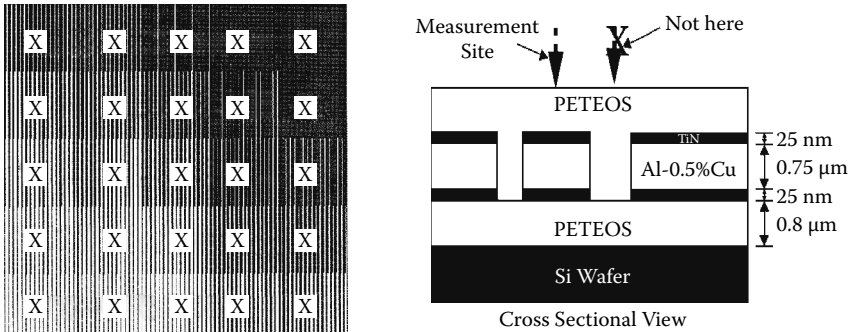 X X X X X
X X X X X
X X X X X
X X X X X
X X X X X
Measurement
Site
X
Not here
PETEOS
TiN
25 nm
Al-0.5%Cu
0.75 µm
25 nm
PETEOS
0.8 µm
Si Wafer
Cross Sectional View